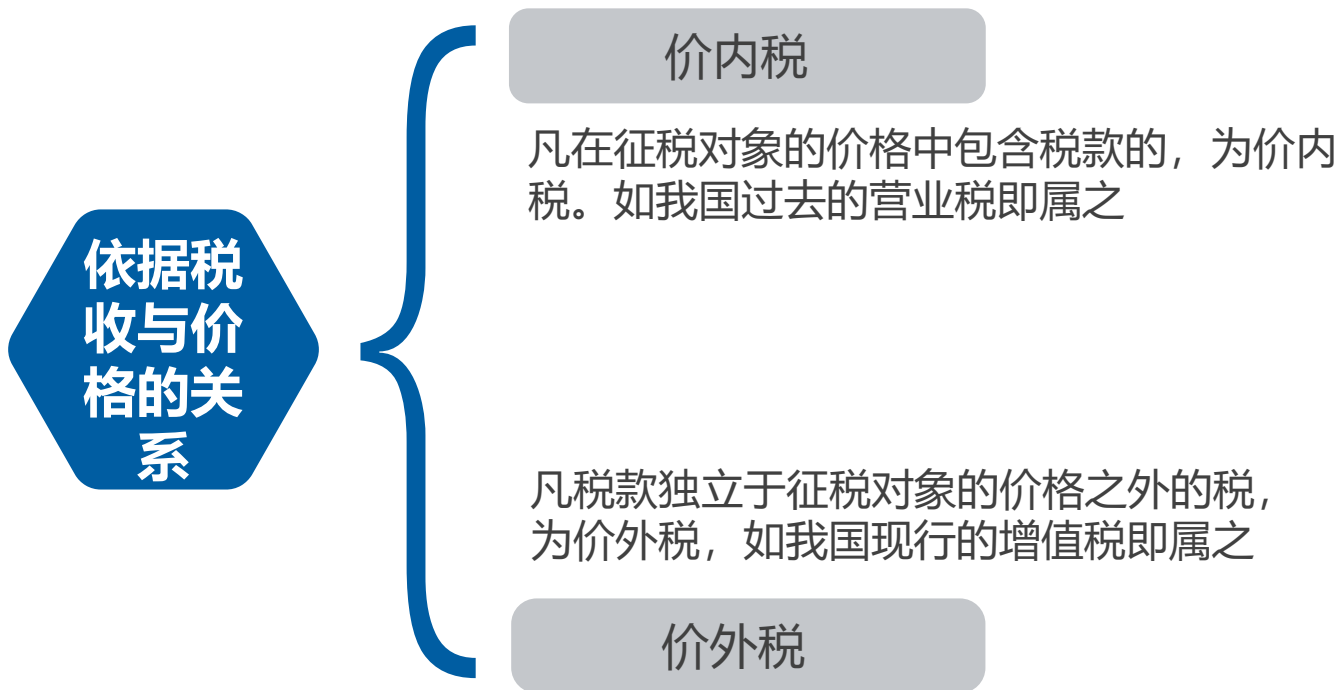 依据税
收与价
格的关
系
价内税
凡在征税对象的价格中包含税款的，为价内
税。如我国过去的营业税即属之
凡税款独立于征税对象的价格之外的税，
为价外税，如我国现行的增值税即属之
价外税